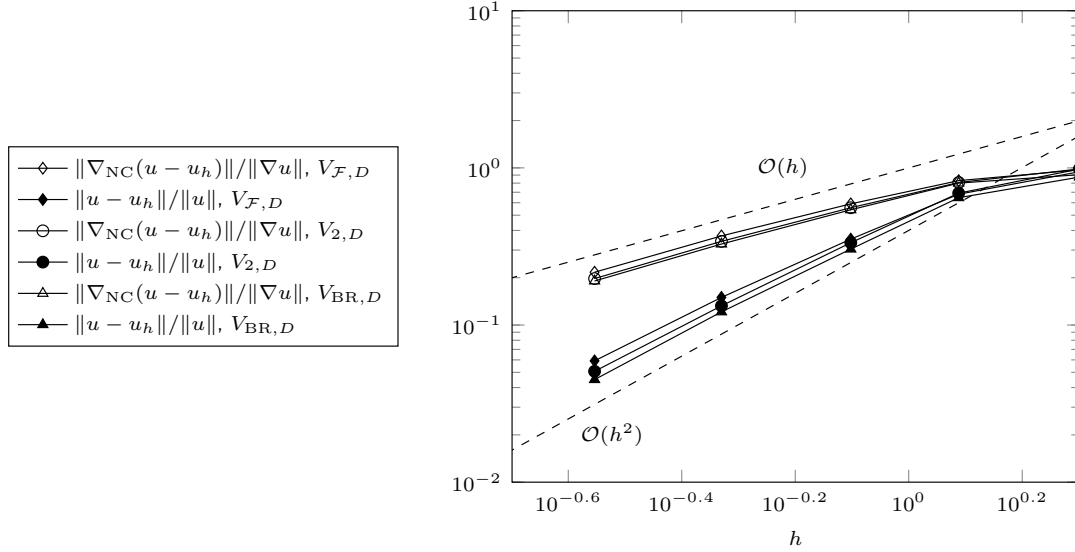 ‖∇NC(u − uh)‖/‖∇u‖, VF,D
‖u − uh‖/‖u‖, VF,D
‖∇NC(u − uh)‖/‖∇u‖, V2,D
‖u − uh‖/‖u‖, V2,D
‖∇NC(u − uh)‖/‖∇u‖, VBR,D
‖u − uh‖/‖u‖, VBR,D
10^1
10^0
10^−1
10^−2
O(h)
O(h^2)
10^−0.6
10^−0.4
10^−0.2
10^0
10^0.2
h